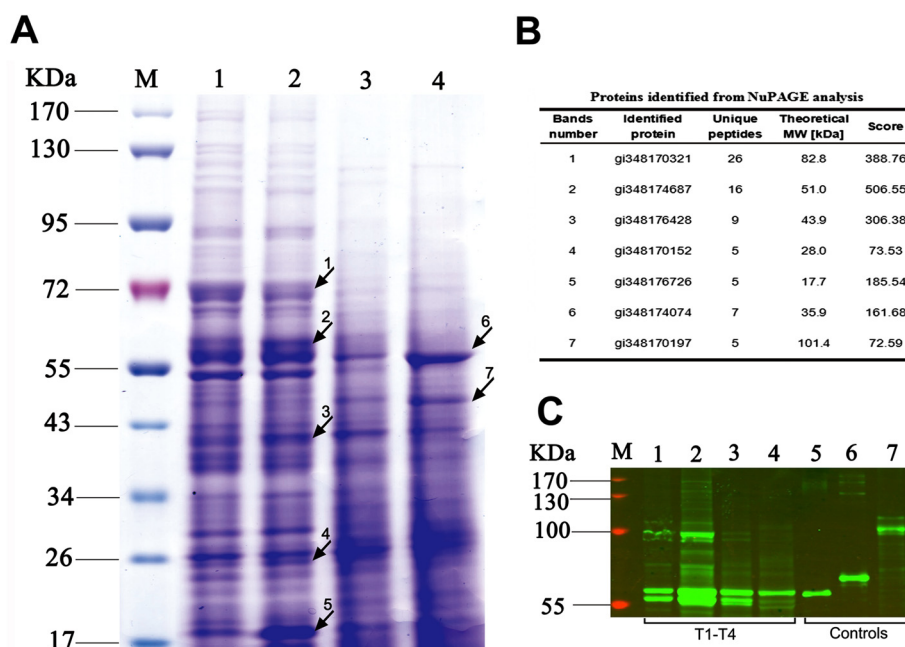 A
KDa M 1 2 3 4
170
130
95
72
55
43
34
26
17
1
2
3
4
5
6
7
B
Proteins identified from NuPAGE analysis
Bands number Identified protein Unique peptides Theoretical MW [kDa] Score
1 gi348170321 26 82.8 388.76
2 gi348174687 16 51.0 506.55
3 gi348176428 9 43.9 306.38
4 gi348170152 5 28.0 73.53
5 gi348176726 5 17.7 185.54
6 gi348174074 7 35.9 161.68
7 gi348170197 5 101.4 72.59
C
KDa M 1 2 3 4 5 6 7
170
130
100
55
T1-T4 Controls